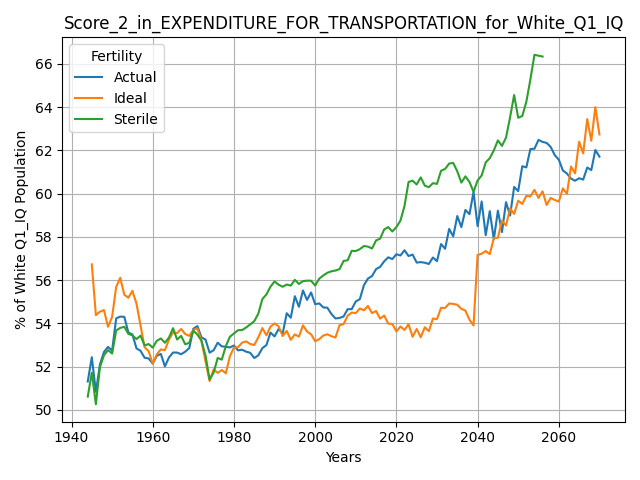 Score_2_in_EXPENDITURE_FOR_TRANSPORTATION_for_White_Q1_IQ
Fertility
Actual
Ideal
Sterile
% of White Q1_IQ Population
66
64
62
60
58
56
54
52
50
1940
1960
1980
2000
2020
2040
2060
Years